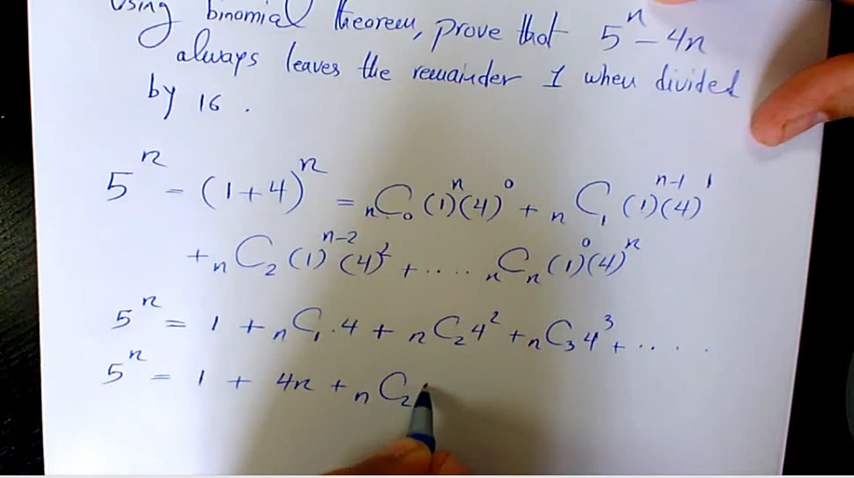 Using binomial theorem, prove that 5ⁿ - 4n
always leaves the remainder 1 when divided
by 16 .
5ⁿ - (1+4)ⁿ = ₙC₀ (1)ⁿ(4)⁰ + ₙC₁ (1)ⁿ⁻¹(4)¹
+ ₙC₂ (1)ⁿ⁻²(4)² + .... ₙCₙ(1)⁰(4)ⁿ
5ⁿ = 1 + ₙC₁.4 + ₙC₂4² + ₙC₃4³ + .....
5ⁿ = 1 + 4n + ₙC₂